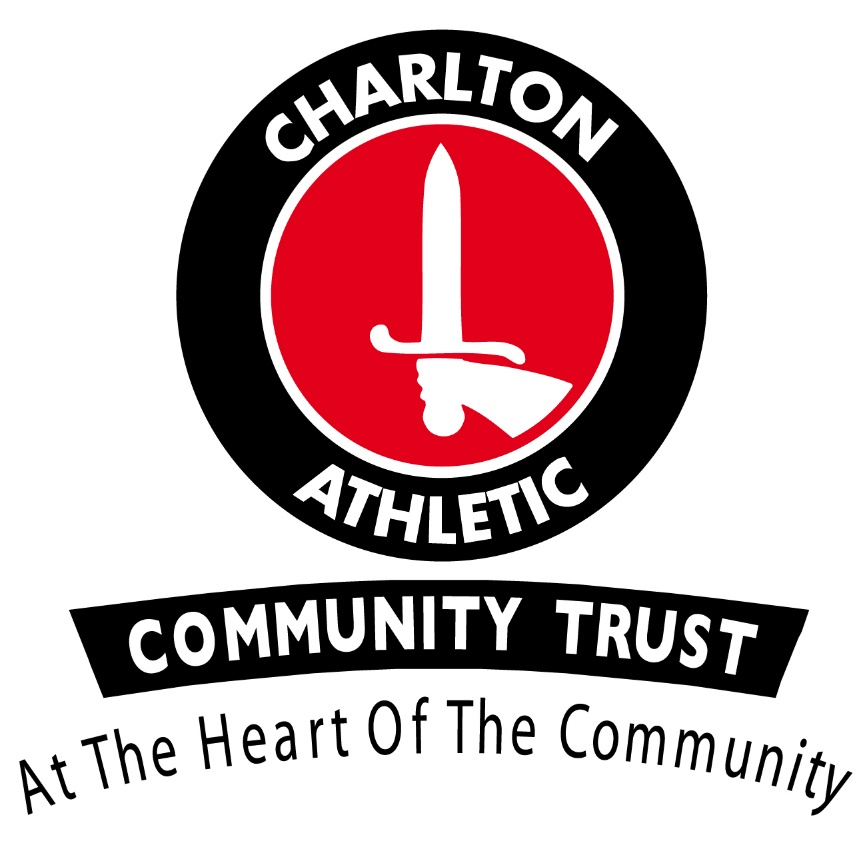 CHARLTON
ATHLETIC
COMMUNITY TRUST
At The Heart Of The Community